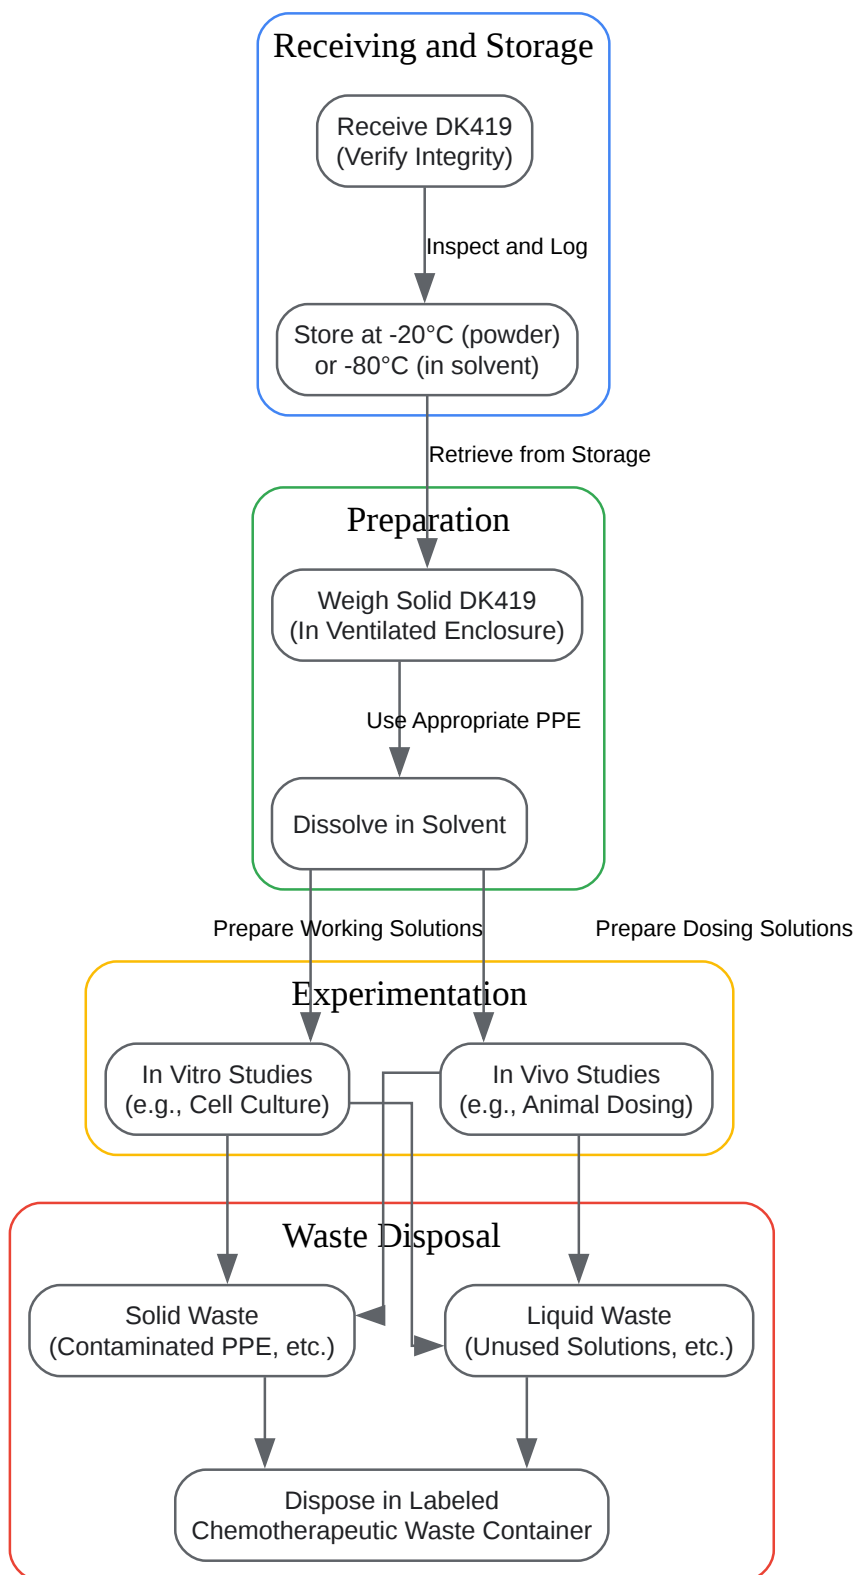 Receiving and Storage
Receive DK419
(Verify Integrity)
Inspect and Log
Store at -20°C (powder)
or -80°C (in solvent)
Retrieve from Storage
Preparation
Weigh Solid DK419
(In Ventilated Enclosure)
Use Appropriate PPE
Dissolve in Solvent
Prepare Working Solutions
Prepare Dosing Solutions
Experimentation
In Vitro Studies
(e.g., Cell Culture)
In Vivo Studies
(e.g., Animal Dosing)
Waste Disposal
Solid Waste
(Contaminated PPE, etc.)
Liquid Waste
(Unused Solutions, etc.)
Dispose in Labeled
Chemotherapeutic Waste Container